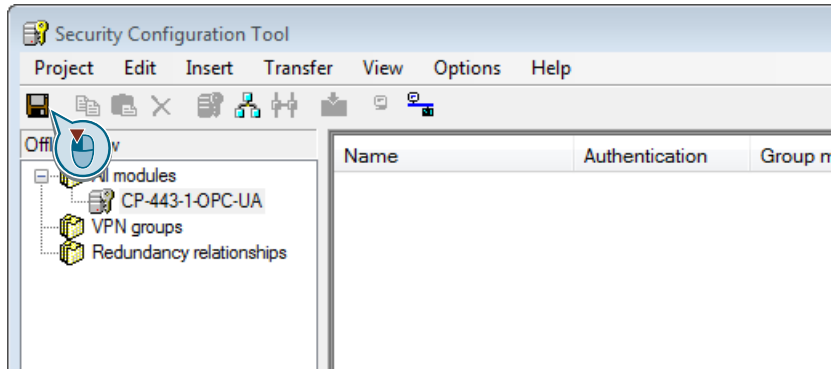 Security Configuration Tool
Project Edit Insert Transfer View Options Help
Name Authentication Group m
All modules
CP-443-1-OPC-UA
VPN groups
Redundancy relationships